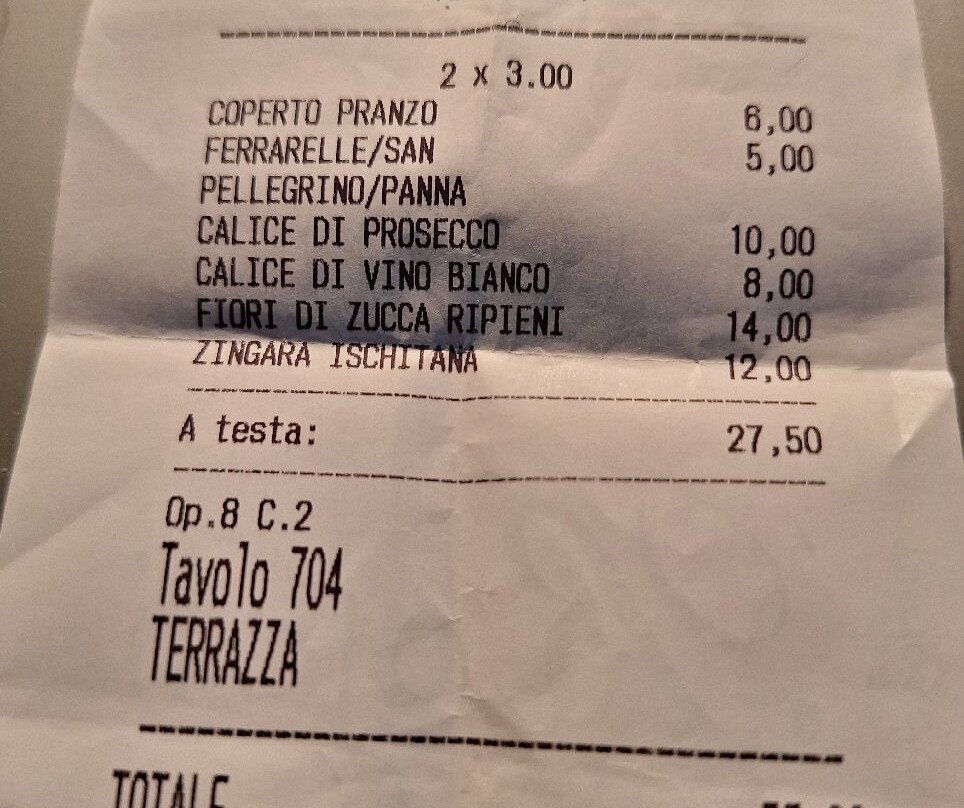 2 x 3.00
COPERTO PRANZO 6,00
FERRARELLE/SAN 5,00
PELLEGRINO/PANNA
CALICE DI PROSECCO 10,00
CALICE DI VINO BIANCO 8,00
FIORI DI ZUCCA RIPIENI 14,00
ZINGARA ISCHITANA 12,00
A testa: 27,50
Op.8 C.2
Tavolo 704
TERRAZZA
TOTALE